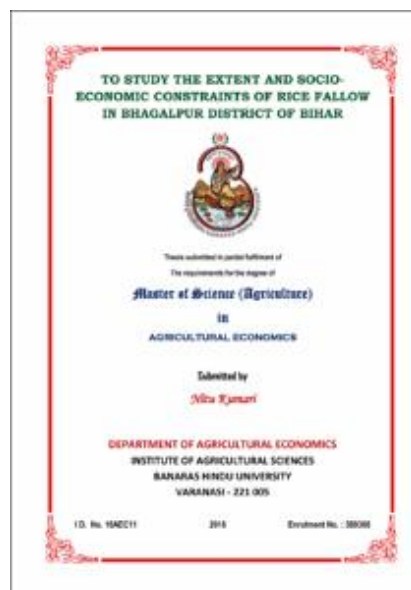 TO STUDY THE EXTENT AND SOCIO-
ECONOMIC CONSTRAINTS OF RICE FALLOW
IN BHAGALPUR DISTRICT OF BIHAR
Thesis submitted in partial fulfilment of
The requirements for the degree of
Master of Science (Agriculture)
in
AGRICULTURAL ECONOMICS
Submitted by
Nitu Kumari
DEPARTMENT OF AGRICULTURAL ECONOMICS
INSTITUTE OF AGRICULTURAL SCIENCES
BANARAS HINDU UNIVERSITY
VARANASI - 221 005
I.D. No. 16AEC11 2018 Enrolment No. :